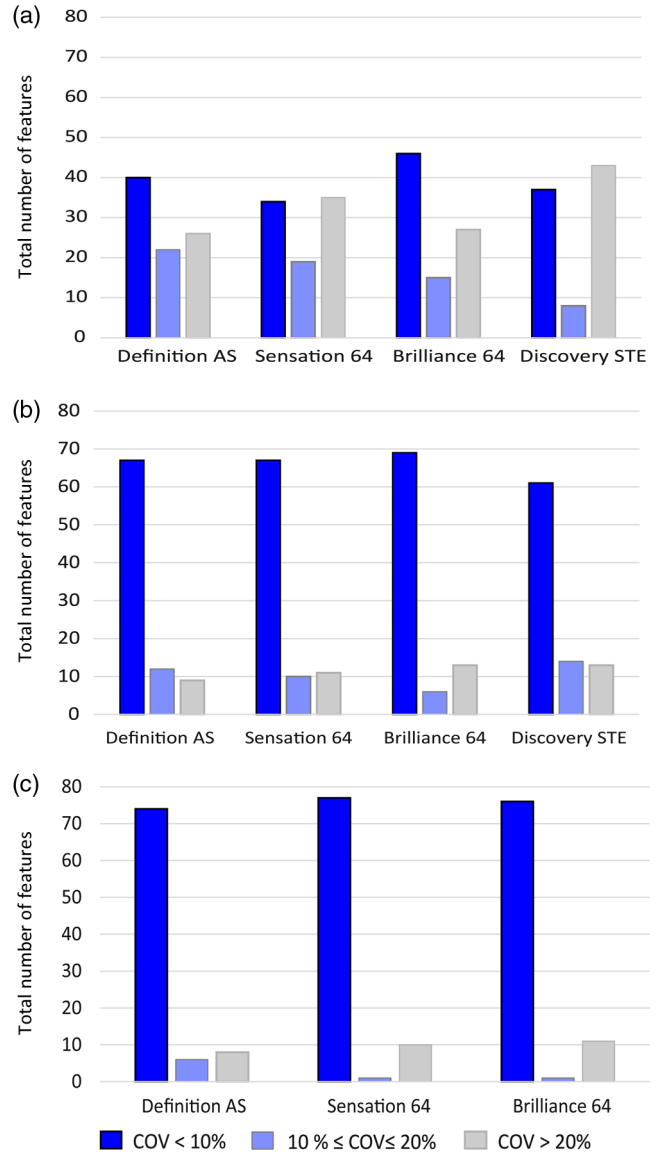 (a)
Total number of features
80
70
60
50
40
30
20
10
0
Definition AS Sensation 64 Brilliance 64 Discovery STE
(b)
Total number of features
80
70
60
50
40
30
20
10
0
Definition AS Sensation 64 Brilliance 64 Discovery STE
(c)
Total number of features
80
70
60
50
40
30
20
10
0
Definition AS Sensation 64 Brilliance 64
COV < 10% 10 % ≤ COV≤ 20% COV > 20%